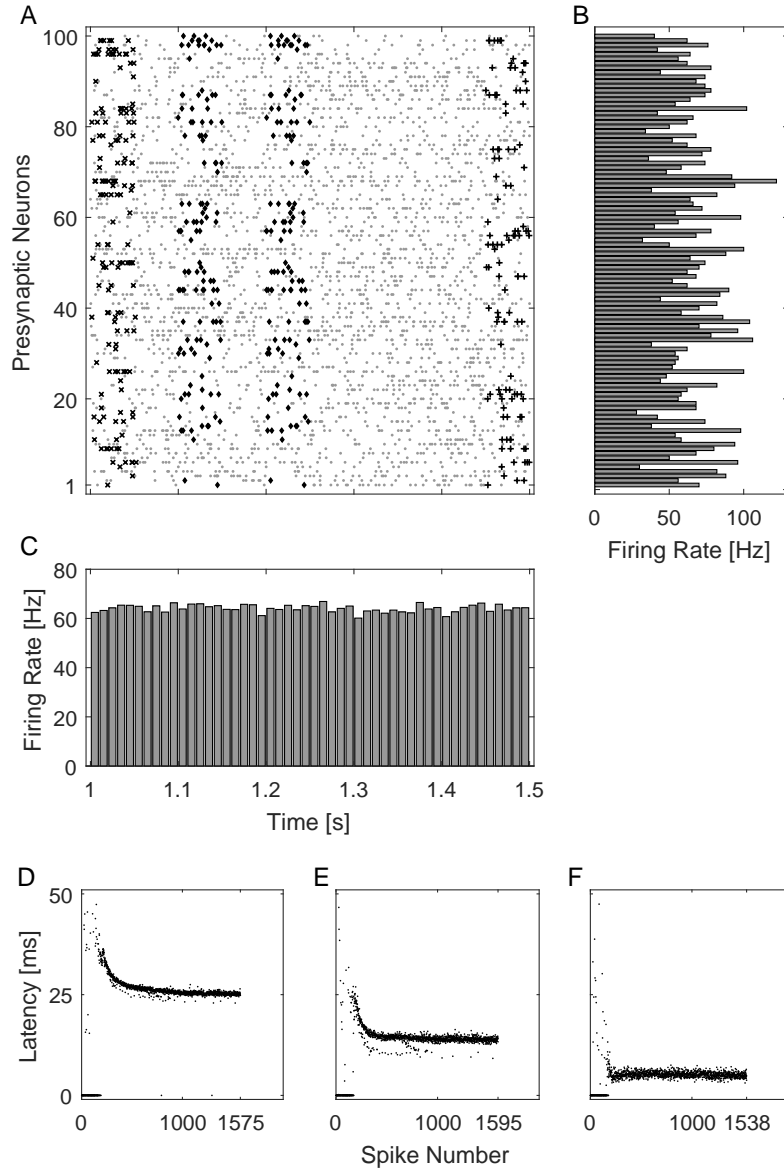 A
B
100
80
60
40
20
1
Presynaptic Neurons
0
50
100
Firing Rate [Hz]
C
80
60
40
20
0
Firing Rate [Hz]
1
1.1
1.2
1.3
1.4
1.5
Time [s]
D
E
F
50
25
0
Latency [ms]
0
1000
1575
0
1000
1595
0
1000
1538
Spike Number